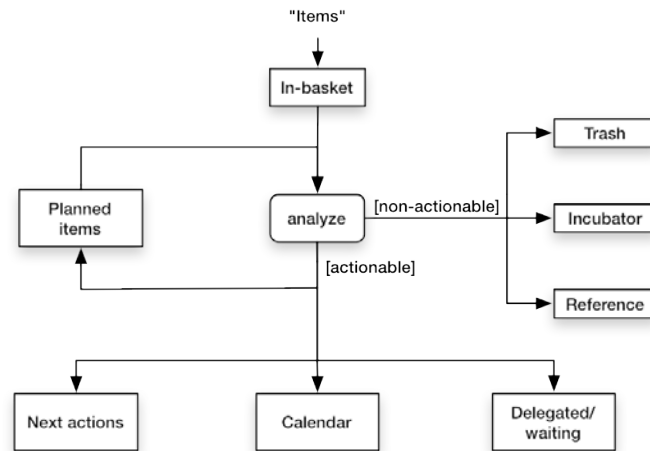 "Items"
In-basket
Trash
[non-actionable]
Planned
items
analyze
Incubator
[actionable]
Reference
Next actions
Calendar
Delegated/
waiting